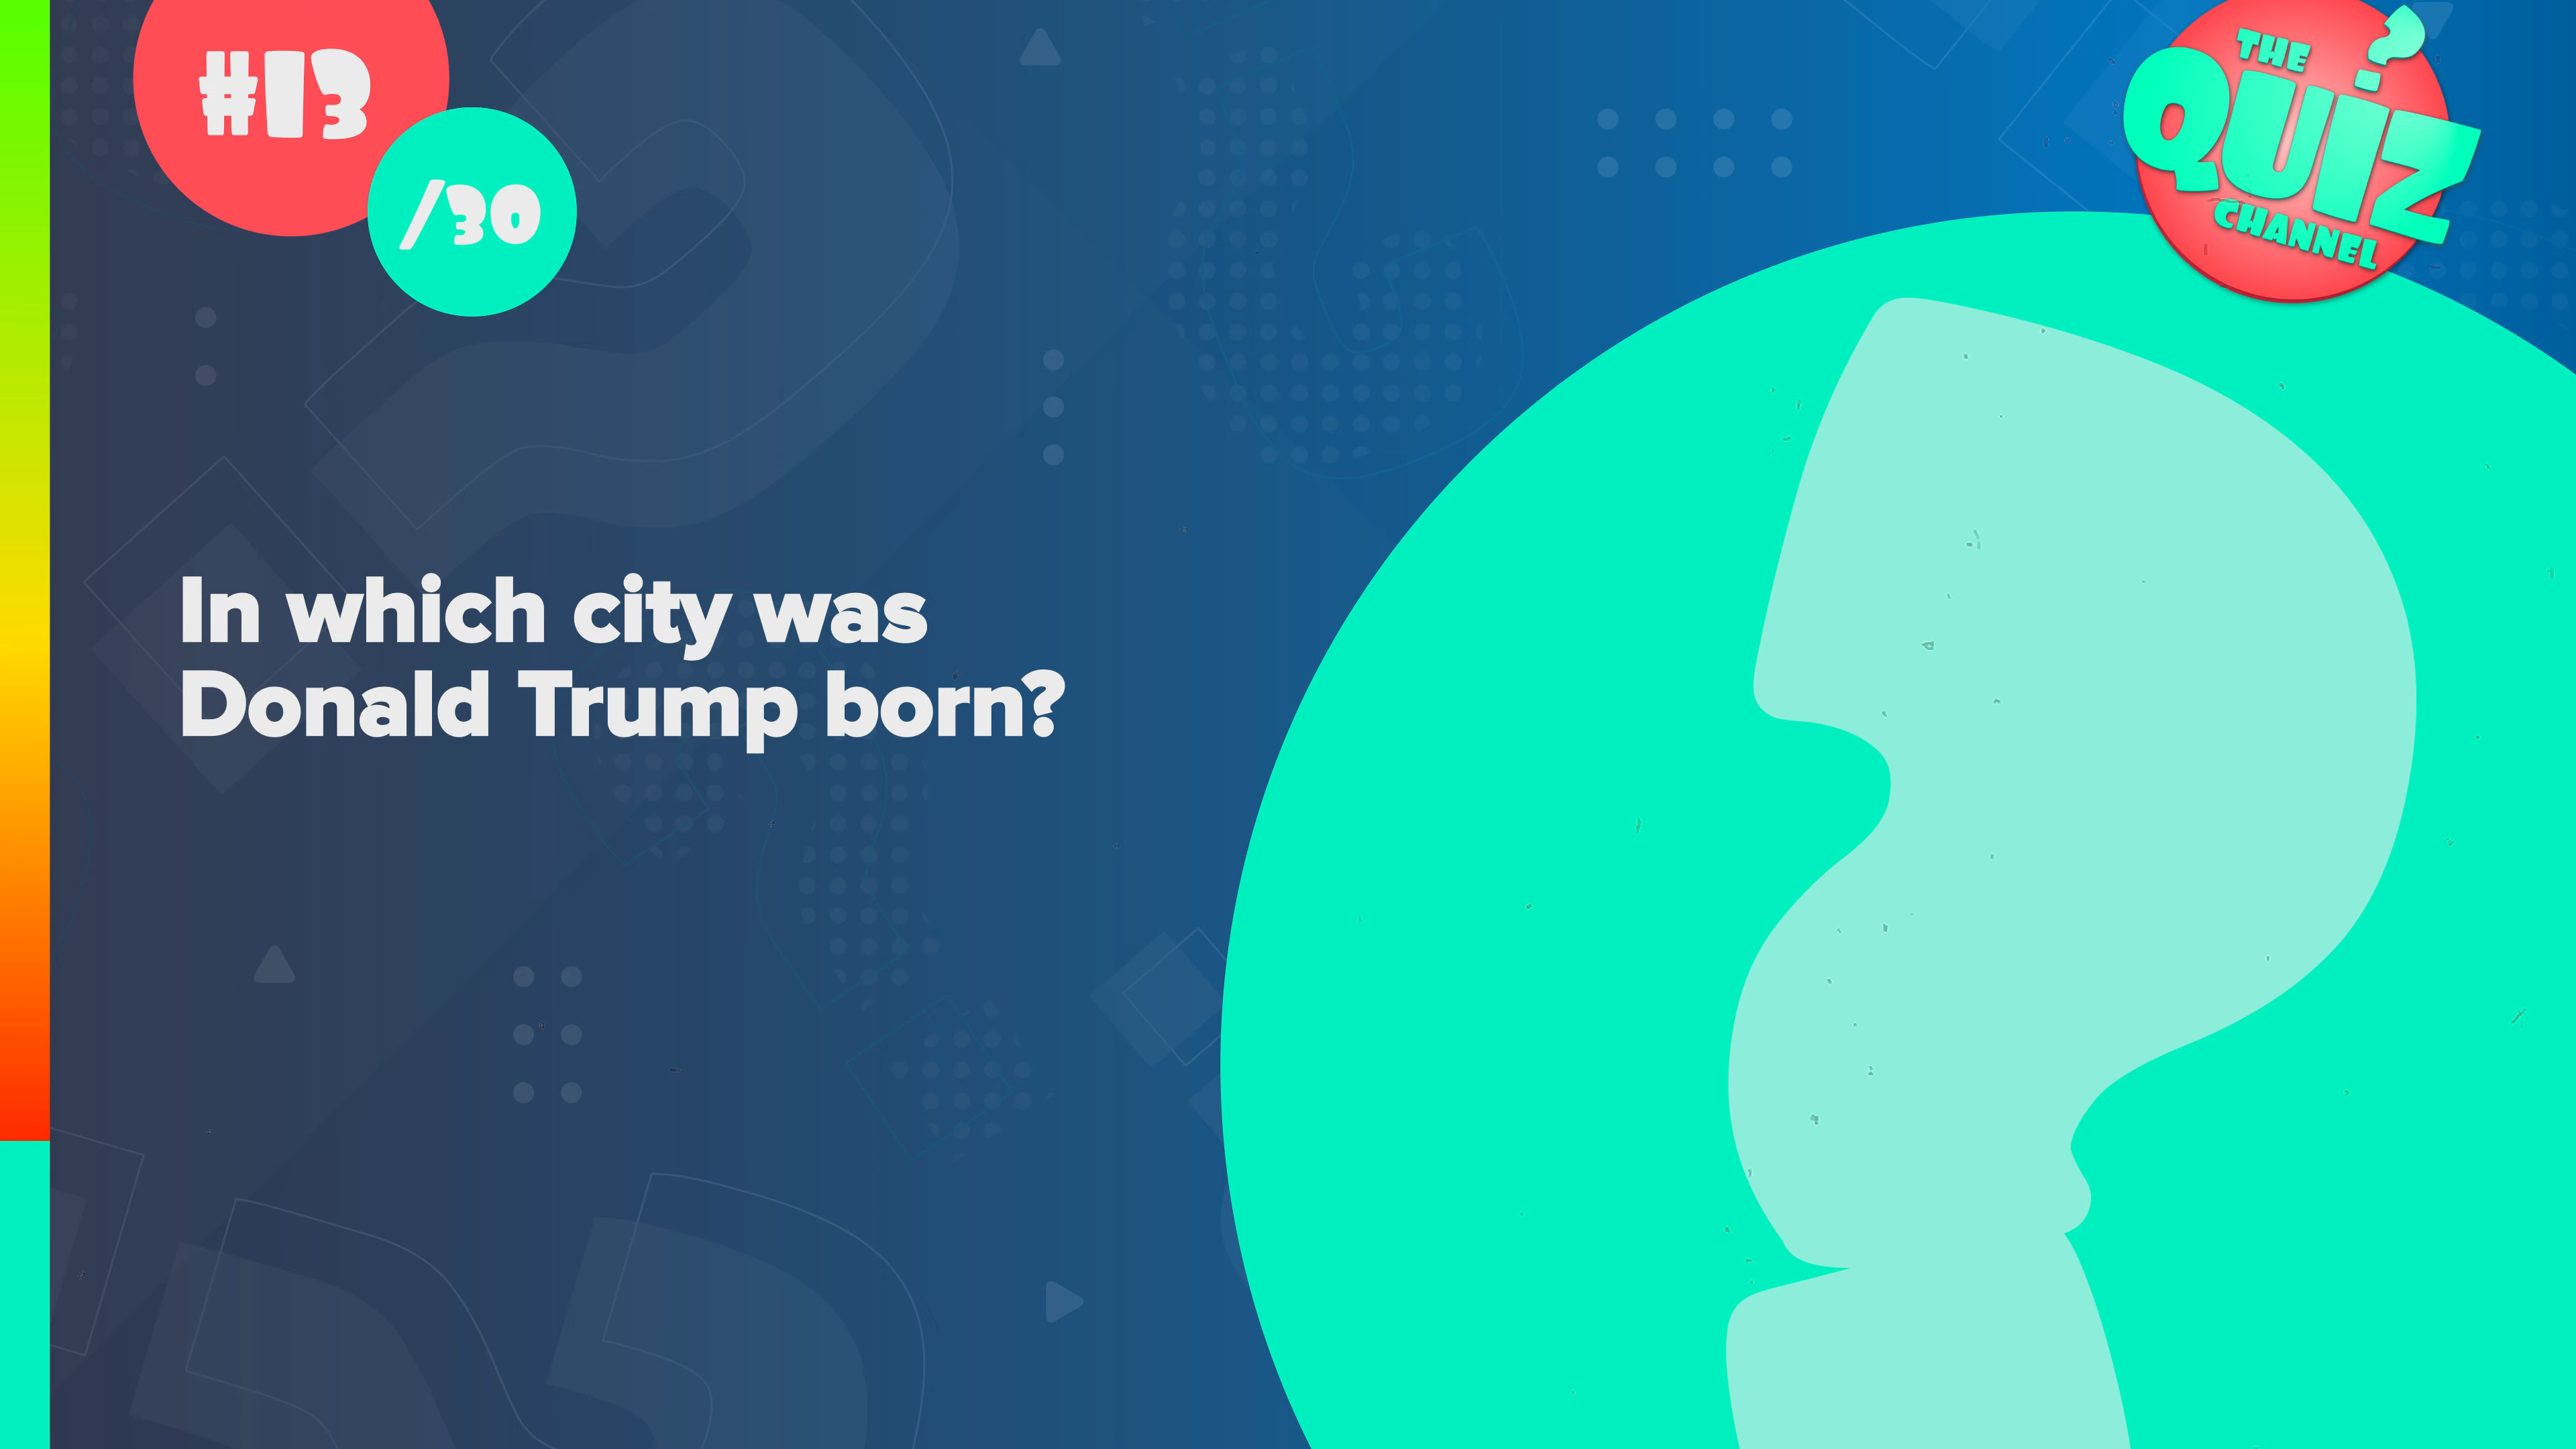 #13
/30
THE
QUIZ
CHANNEL
In which city was
Donald Trump born?